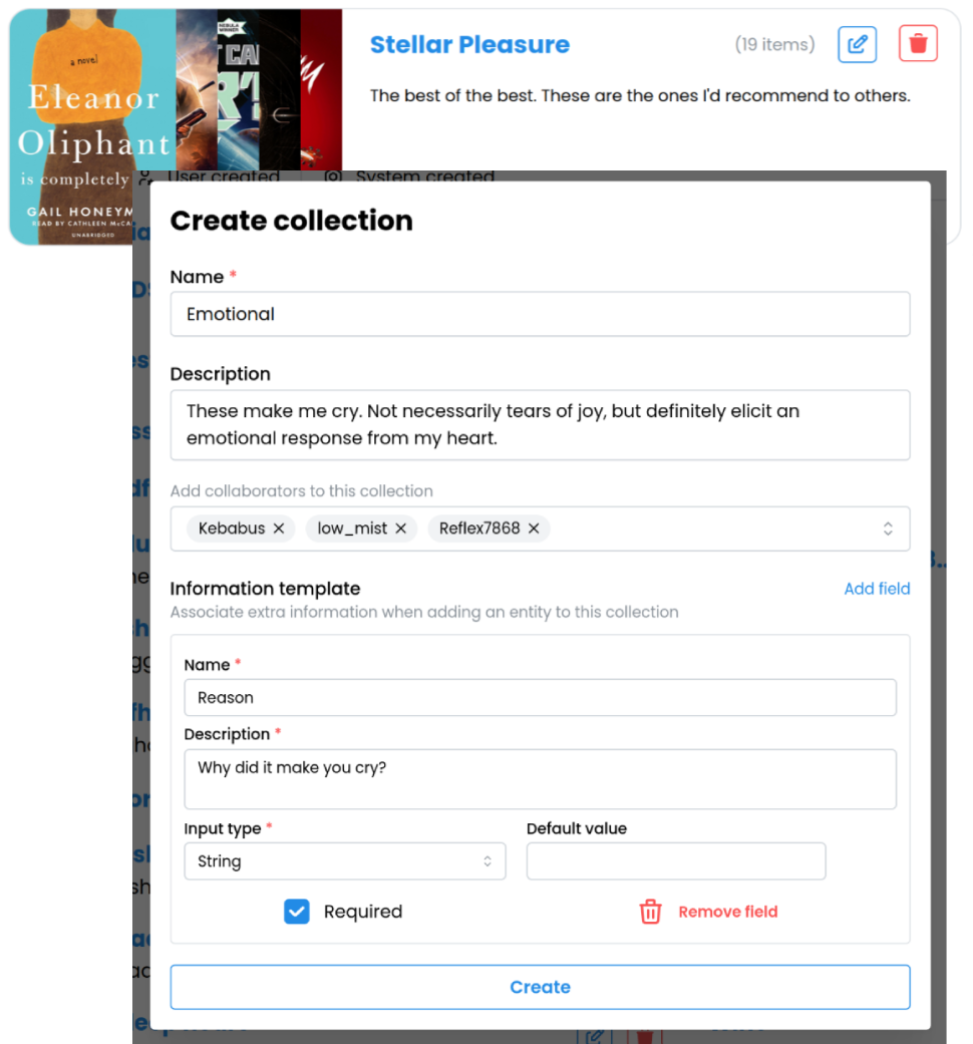 a novel
Eleanor
Oliphant
is completely
GAIL HONEYM
READ BY CATHLEEN McCA
UNABRIDGED
NEBULA
WINNER
Stellar Pleasure
(19 items)
The best of the best. These are the ones I'd recommend to others.
User created
System created
Create collection
Name *
Emotional
Description
These make me cry. Not necessarily tears of joy, but definitely elicit an
emotional response from my heart.
Add collaborators to this collection
Kebabus × low_mist × Reflex7868 ×
Information template Add field
Associate extra information when adding an entity to this collection
Name *
Reason
Description *
Why did it make you cry?
Input type * Default value
String
Required Remove field
Create